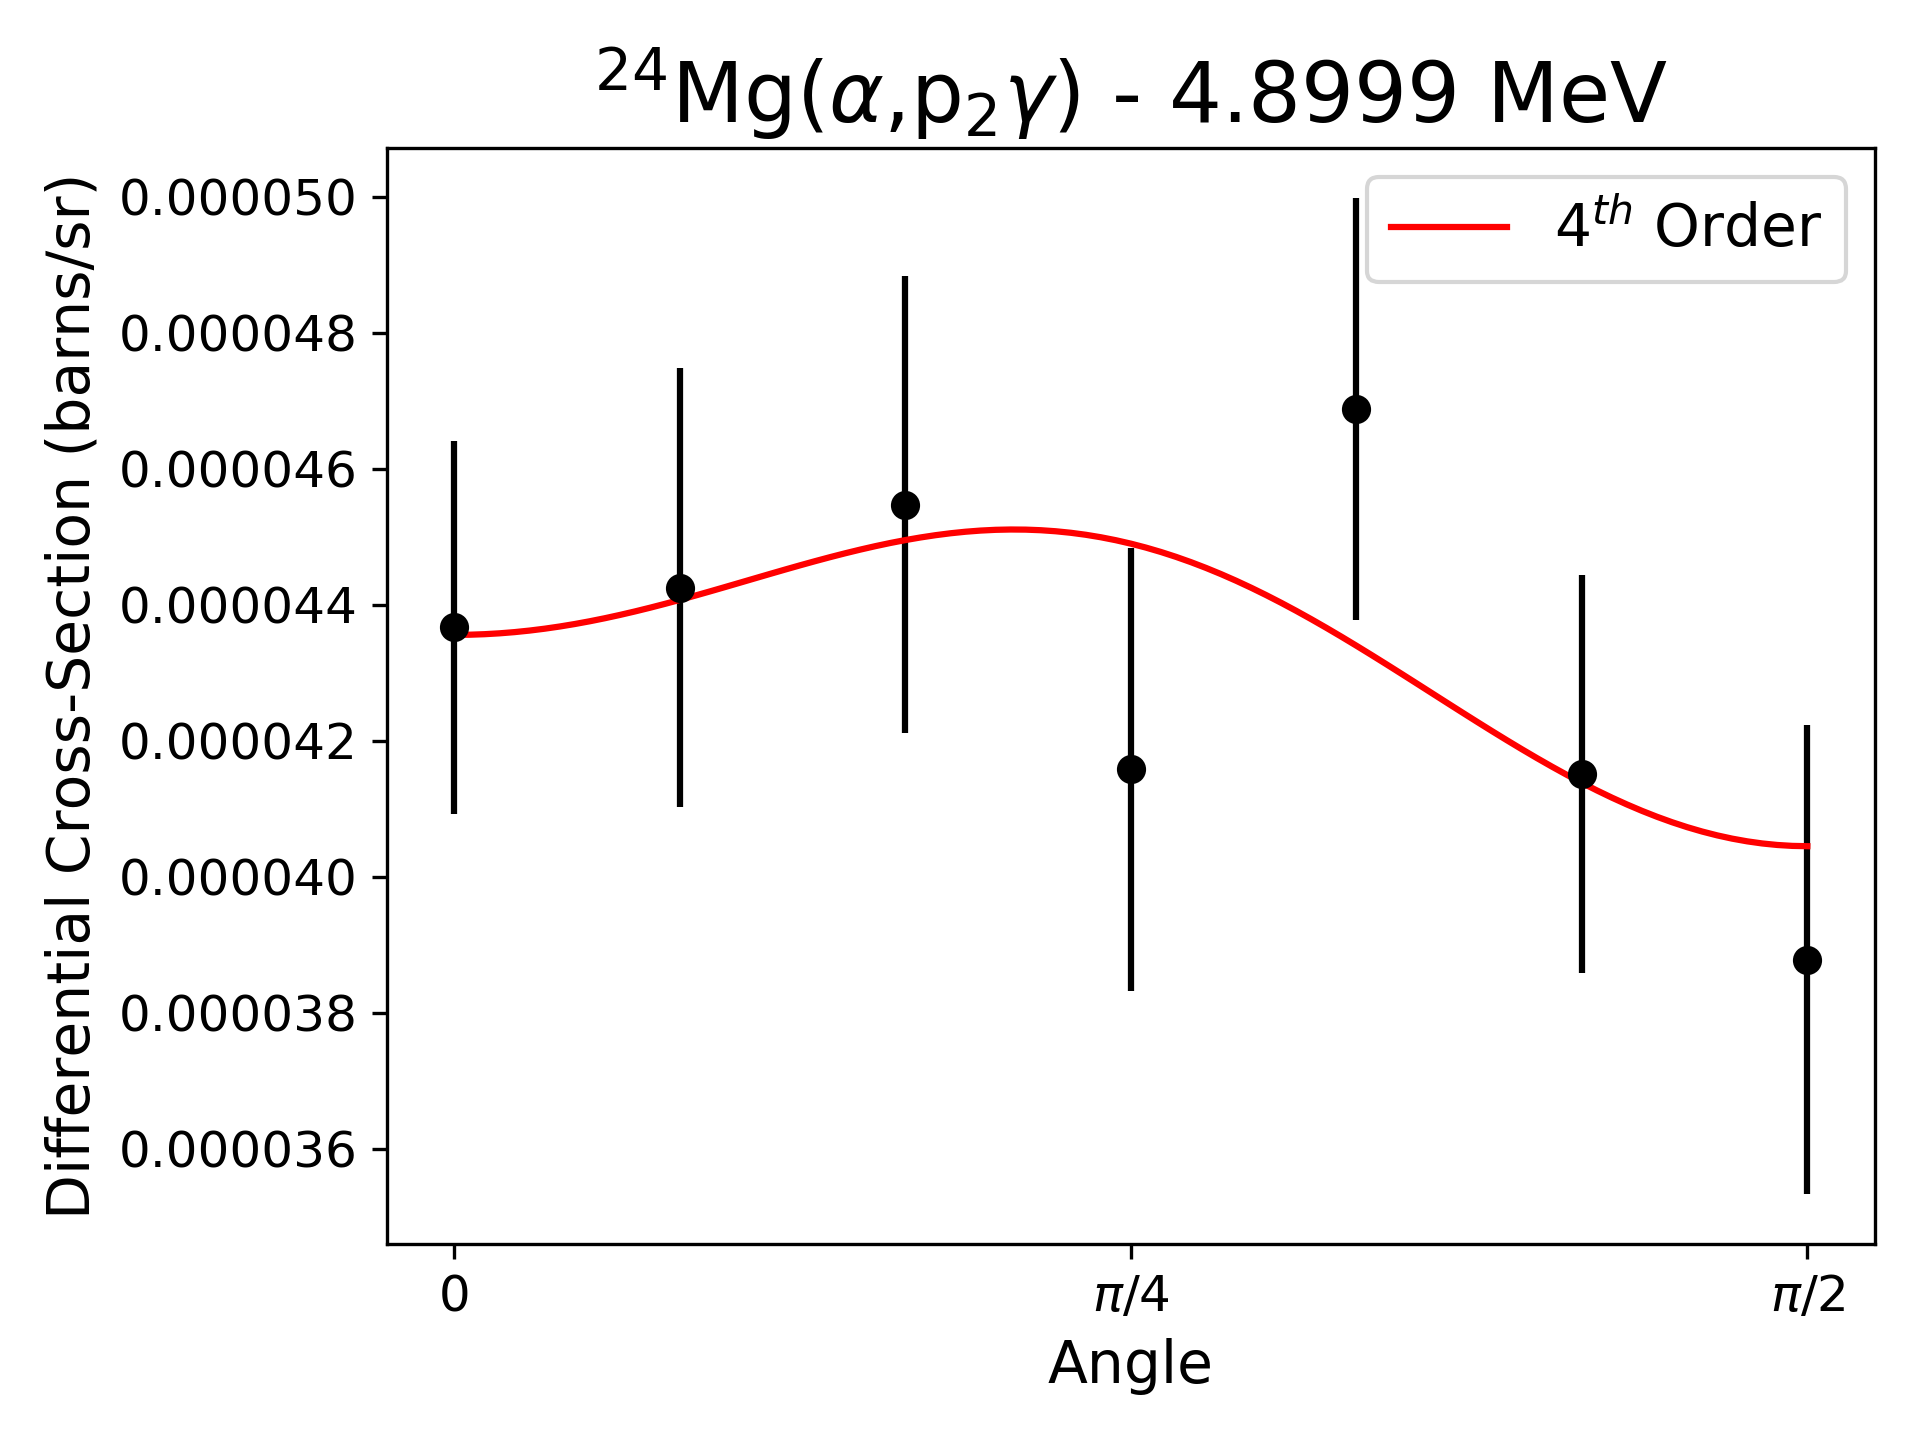 ²⁴Mg(α,p₂γ) - 4.8999 MeV
4ᵗʰ Order
Differential Cross-Section (barns/sr)
0.000050
0.000048
0.000046
0.000044
0.000042
0.000040
0.000038
0.000036
0 π/4 π/2
Angle